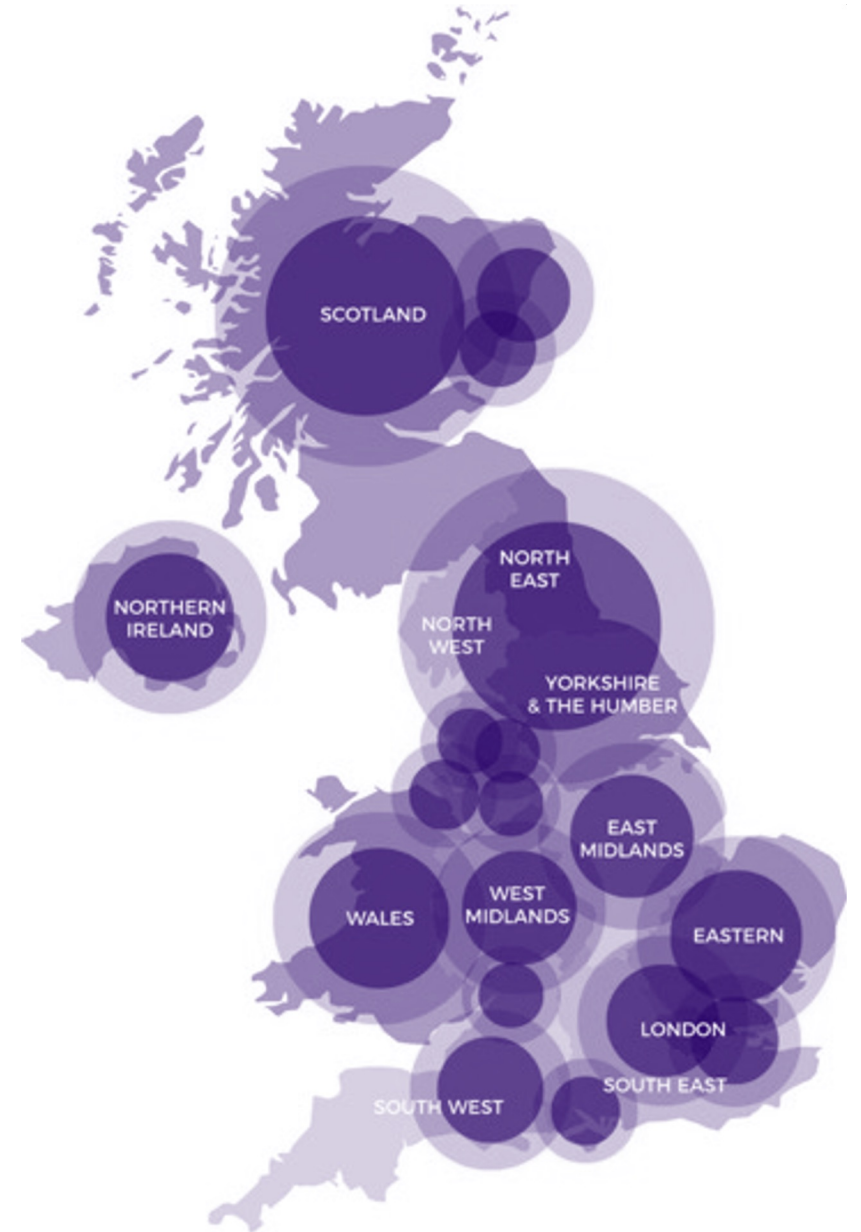 SCOTLAND
NORTH
EAST
NORTHERN
IRELAND
NORTH
WEST
YORKSHIRE
& THE HUMBER
EAST
MIDLANDS
WEST
MIDLANDS
WALES
EASTERN
LONDON
SOUTH EAST
SOUTH WEST